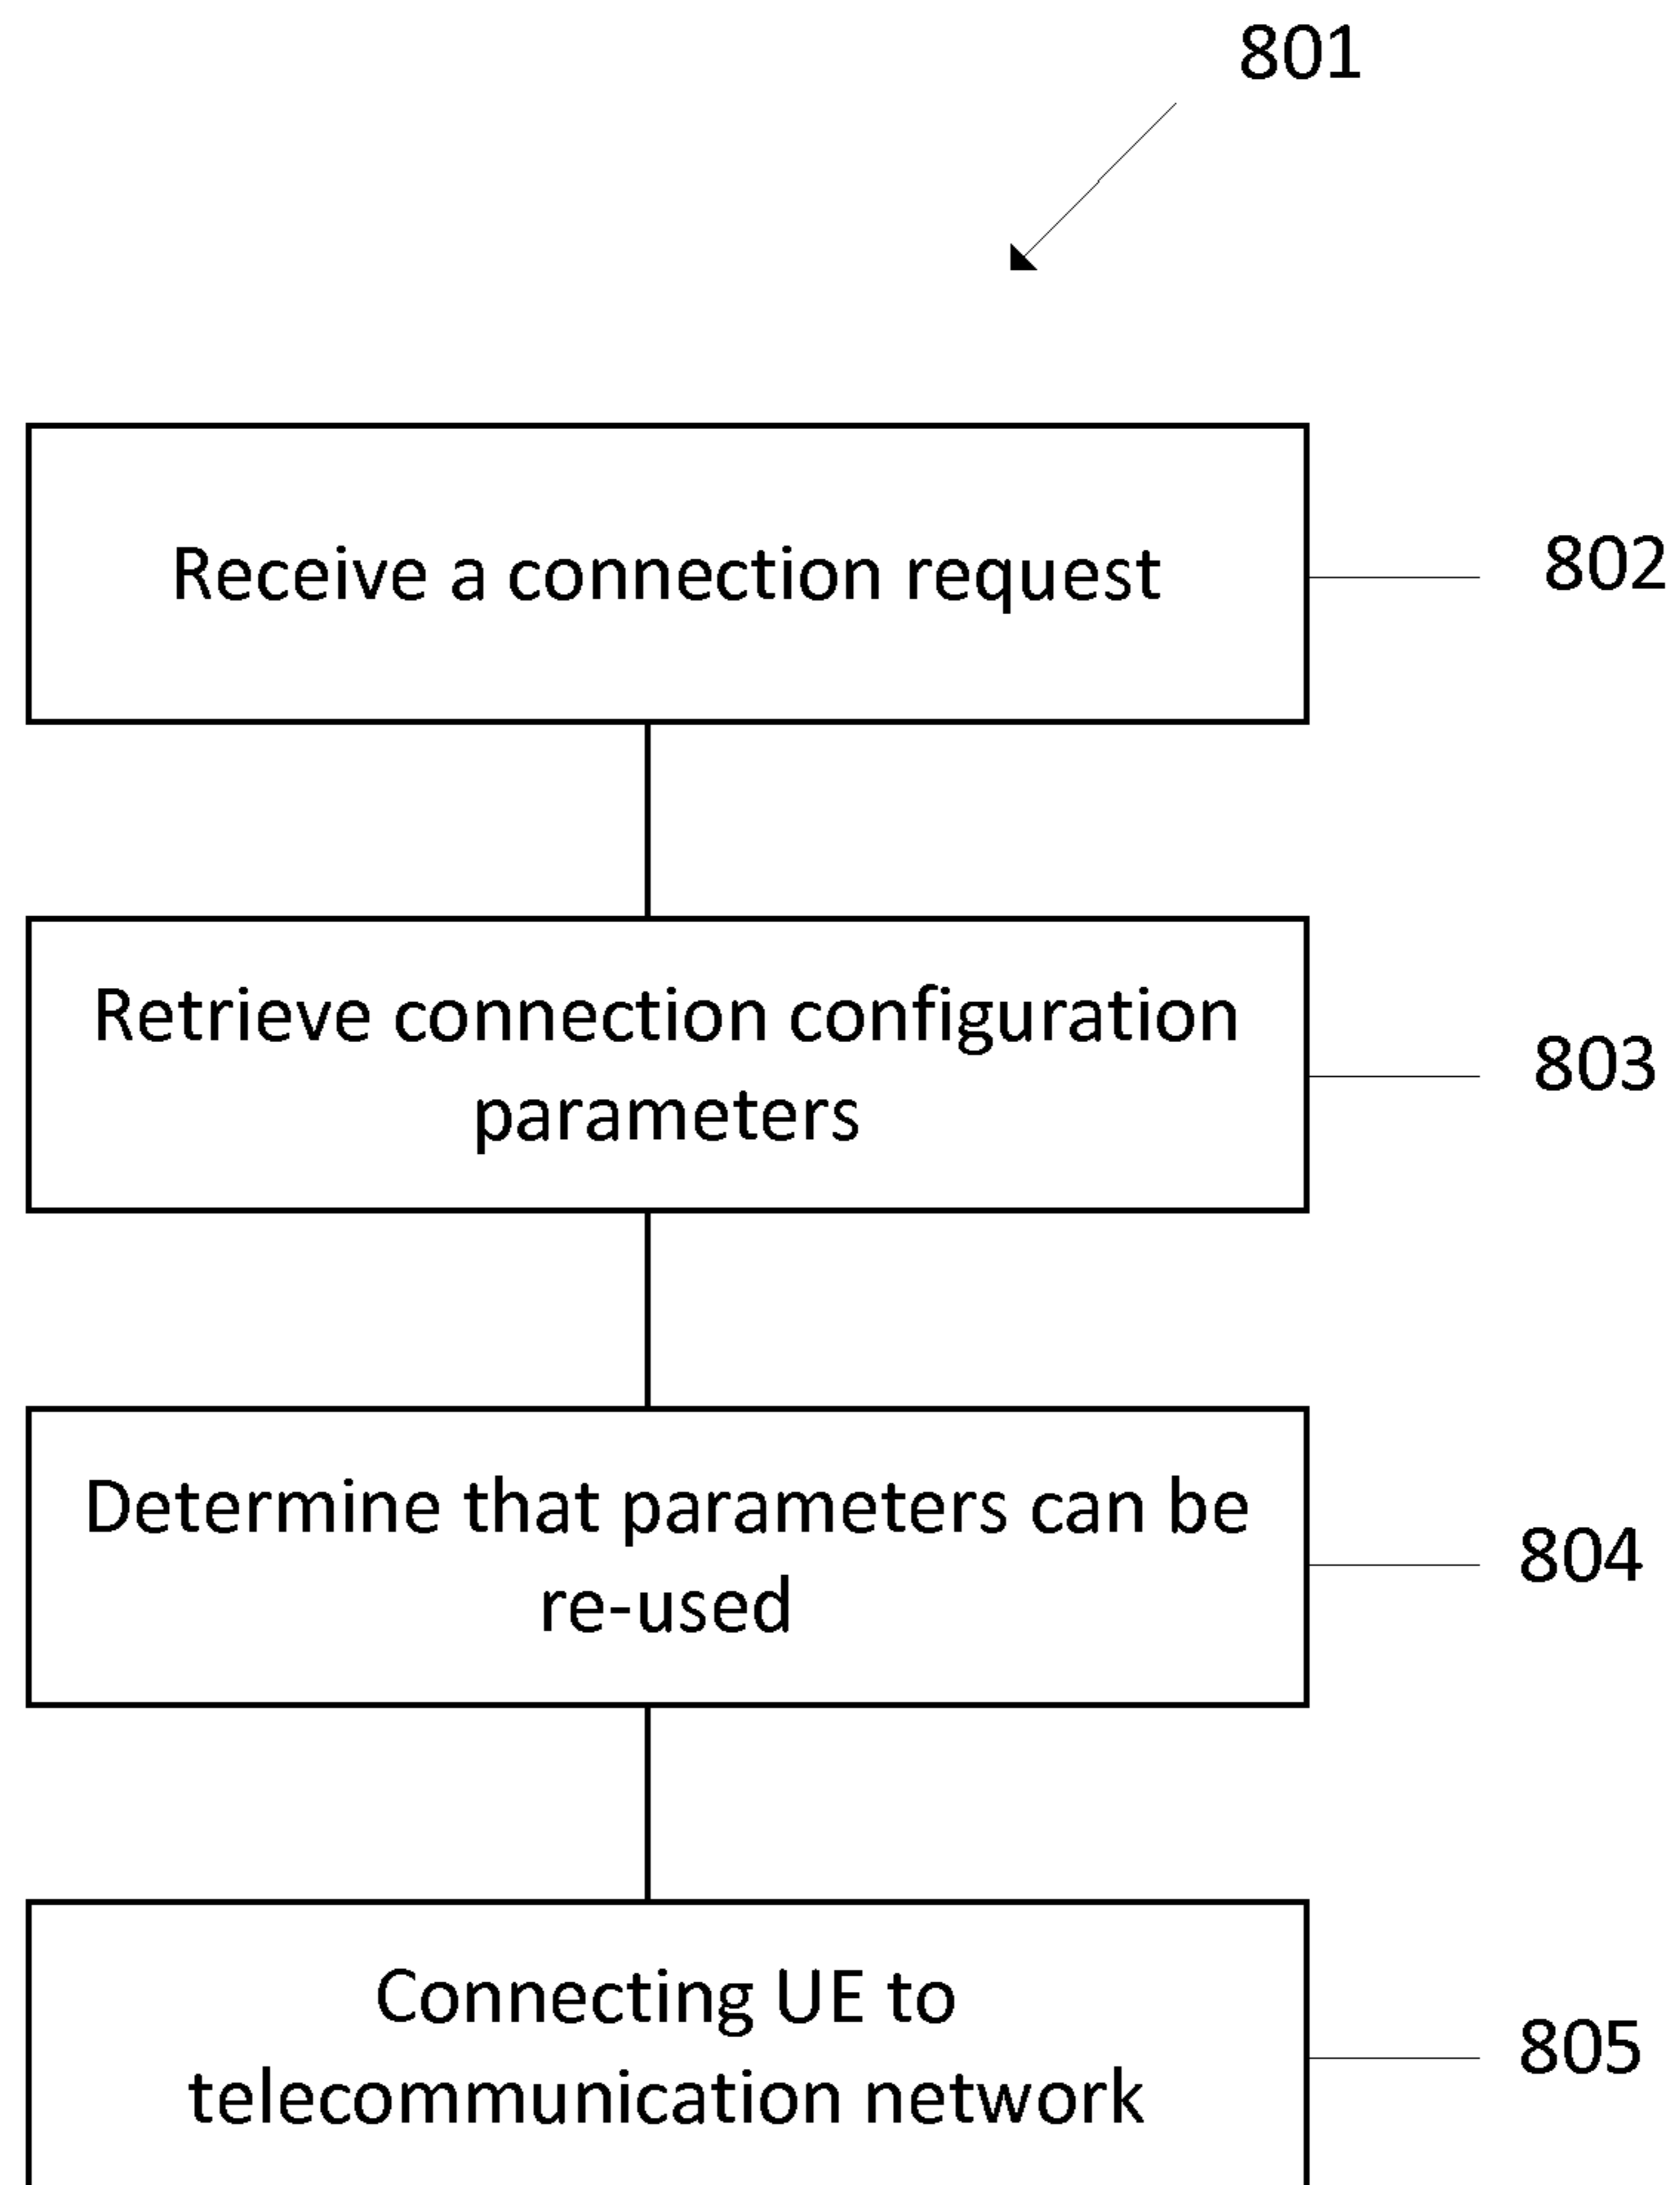 801
Receive a connection request
802
Retrieve connection configuration
parameters
803
Determine that parameters can be
re-used
804
Connecting UE to
telecommunication network
805